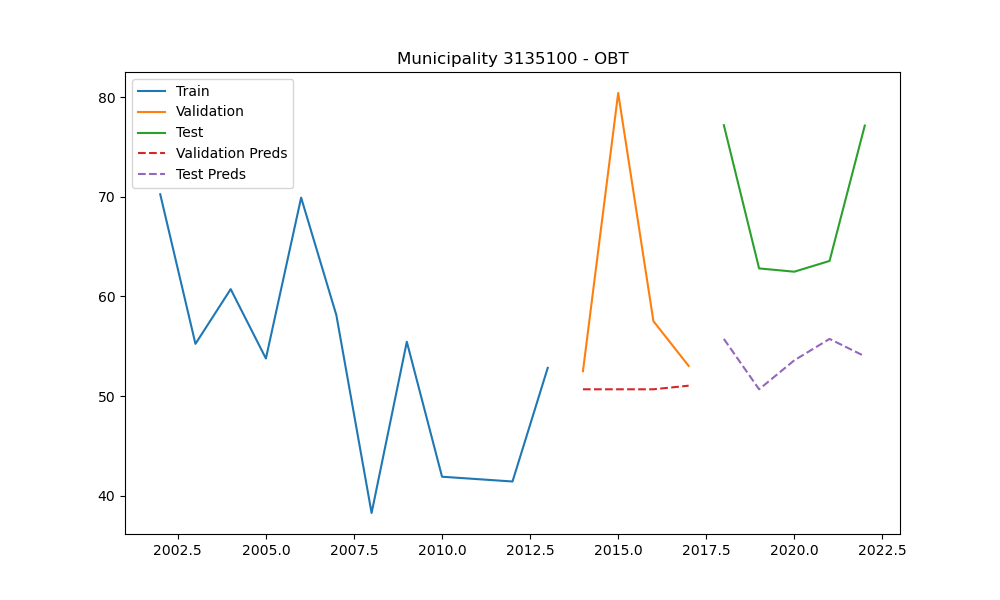 Municipality 3135100 - OBT
Train
Validation
Test
Validation Preds
Test Preds
80
70
60
50
40
2002.5 2005.0 2007.5 2010.0 2012.5 2015.0 2017.5 2020.0 2022.5